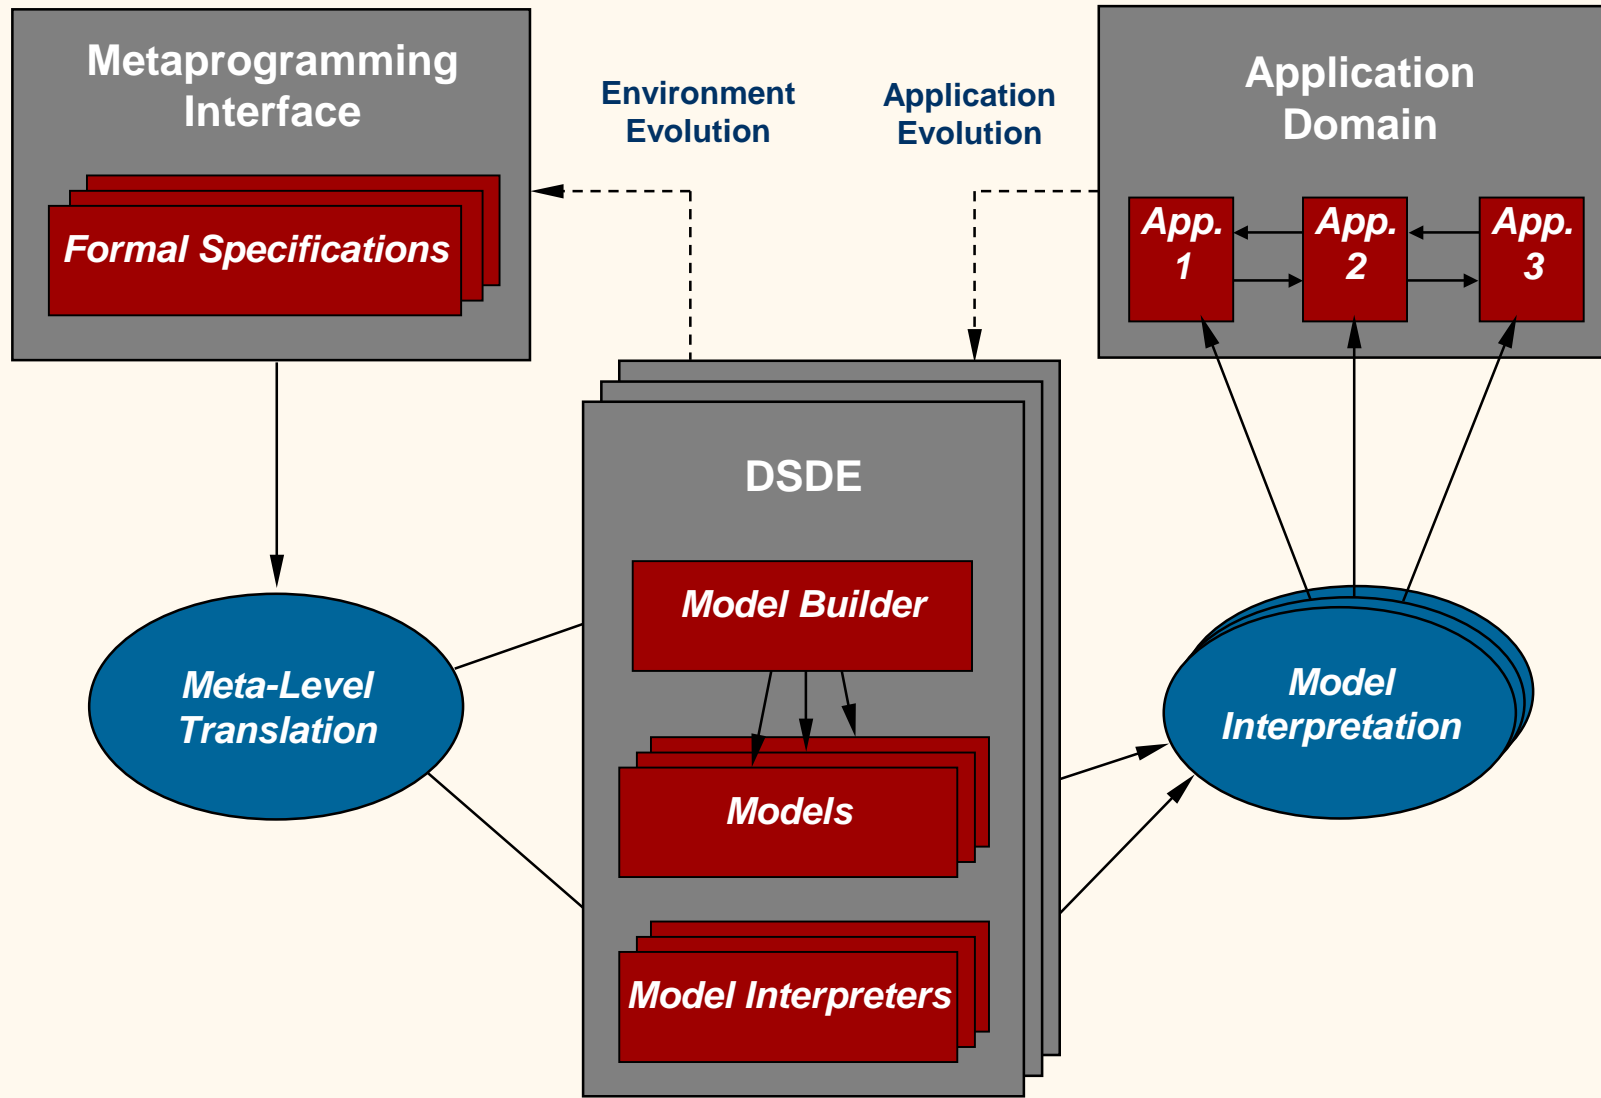 Metaprogramming
Interface
Formal Specifications
Environment
Evolution
Application
Evolution
Application
Domain
App.
1
App.
2
App.
3
DSDE
Model Builder
Models
Model Interpreters
Meta-Level
Translation
Model
Interpretation